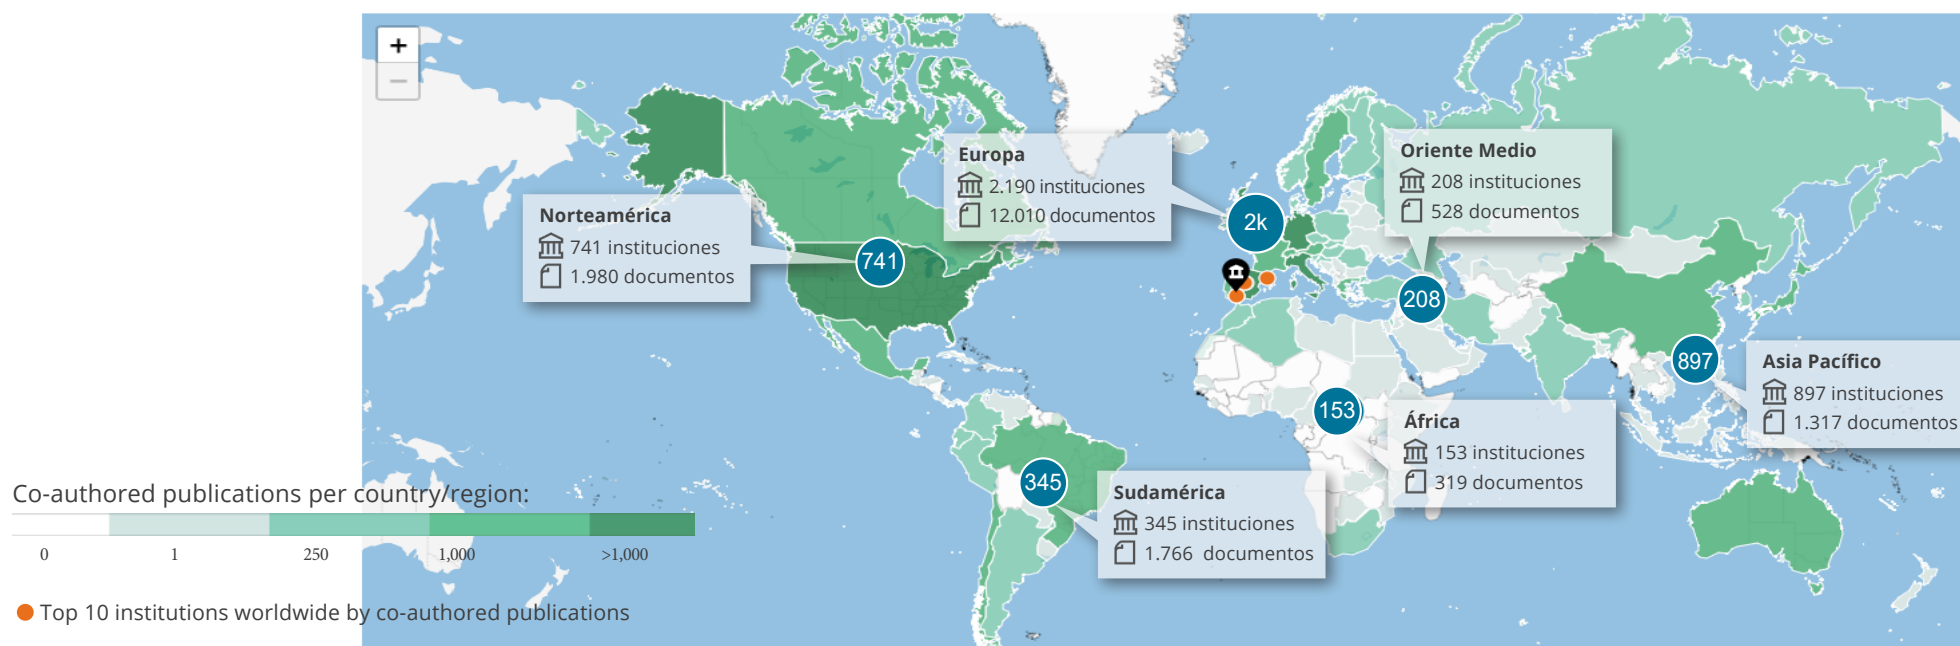 +
−
Europa
2.190 instituciones
12.010 documentos
2k
Oriente Medio
208 instituciones
528 documentos
208
Norteamérica
741 instituciones
1.980 documentos
741
Asia Pacífico
897 instituciones
1.317 documentos
897
África
153 instituciones
319 documentos
153
Sudamérica
345 instituciones
1.766 documentos
345
Co-authored publications per country/region:
0 1 250 1,000 >1,000
Top 10 institutions worldwide by co-authored publications